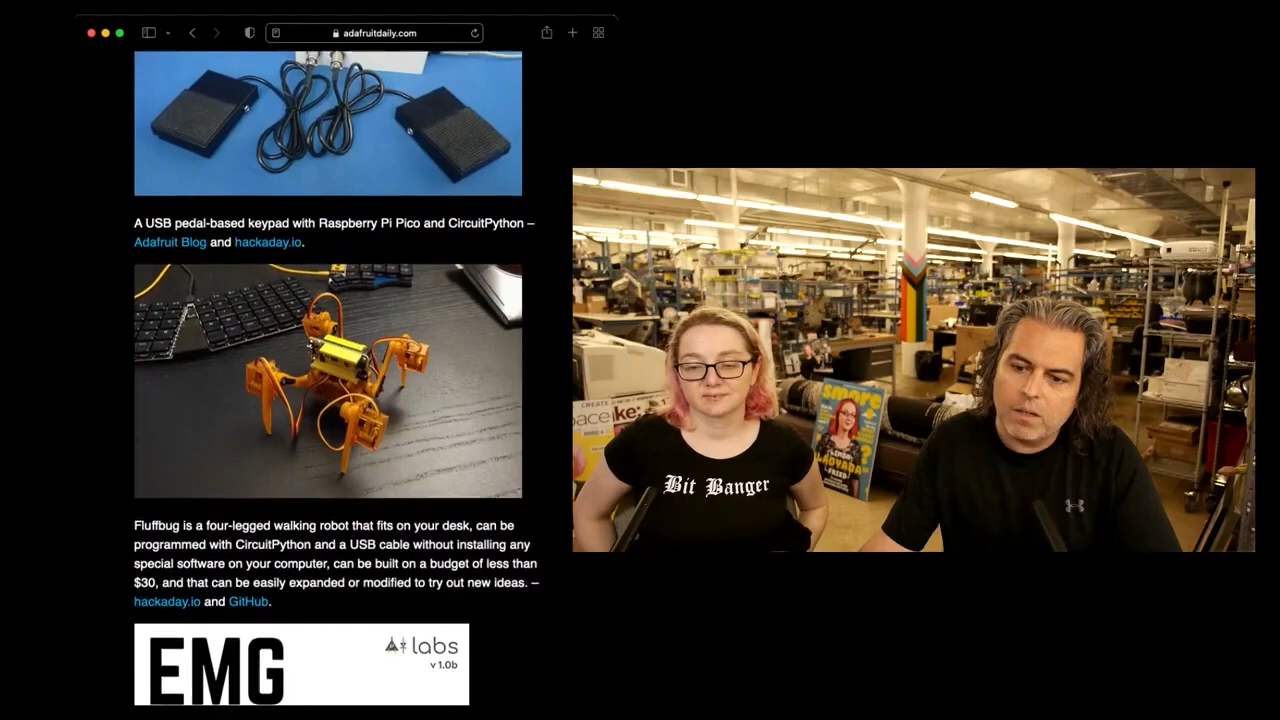 adafruitdaily.com
A USB pedal-based keypad with Raspberry Pi Pico and CircuitPython –
Adafruit Blog and hackaday.io.
Fluffbug is a four-legged walking robot that fits on your desk, can be
programmed with CircuitPython and a USB cable without installing any
special software on your computer, can be built on a budget of less than
$30, and that can be easily expanded or modified to try out new ideas. –
hackaday.io and GitHub.
EMG
labs
v 1.0b
smore
LIMOR
LADYADA
FRIED
Bit Banger